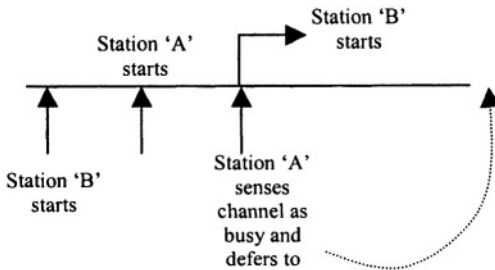 Station 'A'
starts
Station 'B'
starts
Station 'B'
starts
Station 'A'
senses
channel as
busy and
defers to